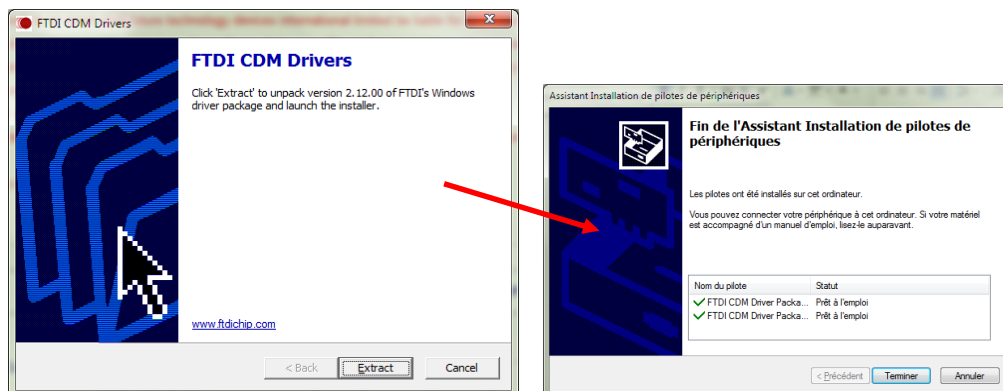 FTDI CDM Drivers
FTDI CDM Drivers
Click 'Extract' to unpack version 2.12.00 of FTDI's Windows
driver package and launch the installer.
www.ftdichip.com
< Back
Extract
Cancel
Assistant Installation de pilotes de périphériques
Fin de l'Assistant Installation de pilotes de
périphériques
Les pilotes ont été installés sur cet ordinateur.
Vous pouvez connecter votre périphérique à cet ordinateur. Si votre matériel
est accompagné d'un manuel d'emploi, lisez-le auparavant.
Nom du pilote Statut
FTDI CDM Driver Packa... Prêt à l'emploi
FTDI CDM Driver Packa... Prêt à l'emploi
< Précédent
Terminer
Annuler